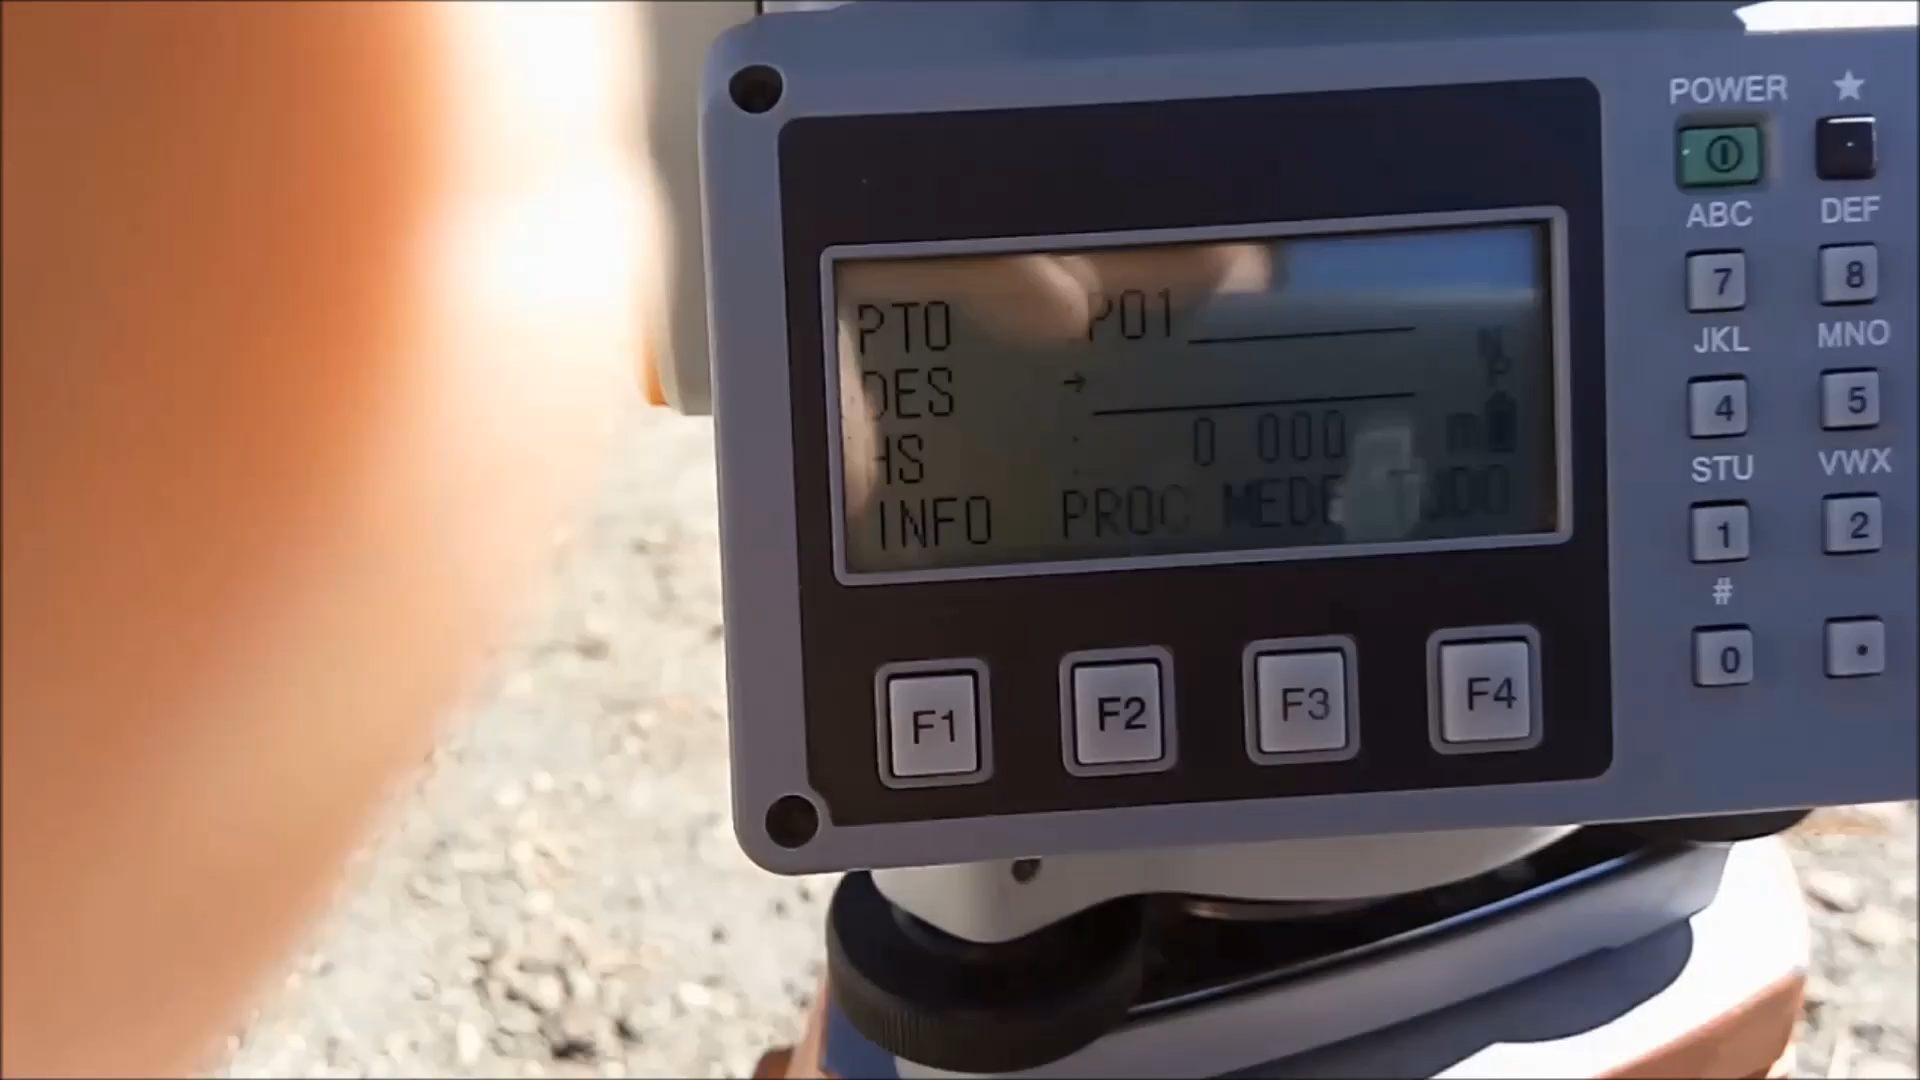 POWER ★
ABC DEF
7 8
PTO P01
JKL MNO
DES →
4 5
HS : 0.000 m
STU VWX
INFO PROC MEDE TUDO
1 2
#
0 .
F1 F2 F3 F4